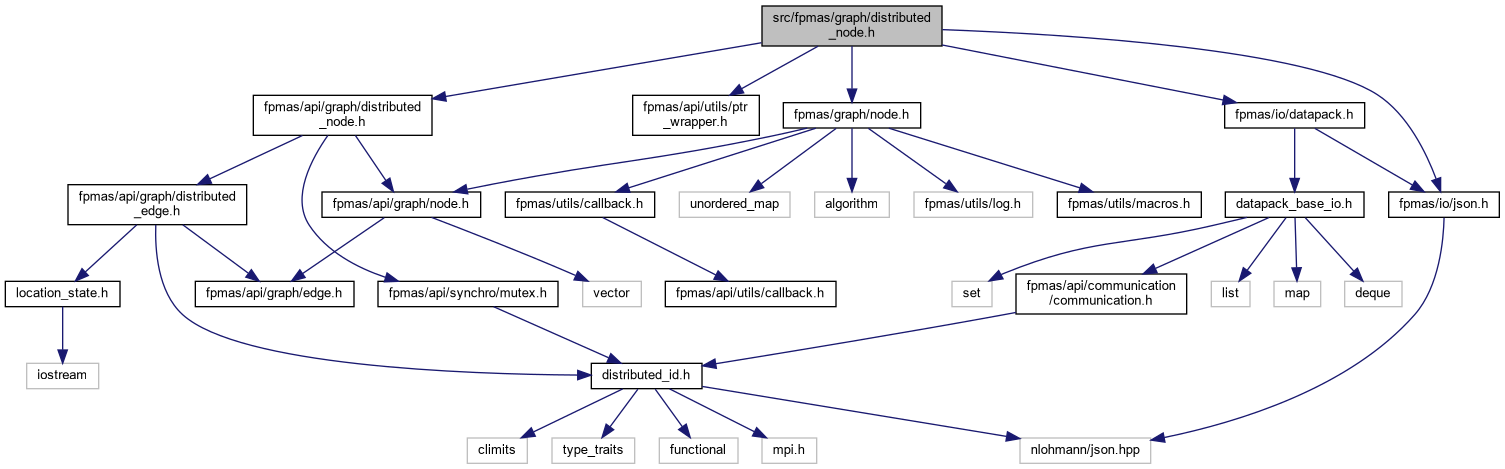 src/fpmas/graph/distributed
_node.h
fpmas/api/graph/distributed
_node.h
fpmas/api/utils/ptr
_wrapper.h
fpmas/graph/node.h
fpmas/io/datapack.h
fpmas/api/graph/distributed
_edge.h
fpmas/api/graph/node.h
fpmas/utils/callback.h
unordered_map
algorithm
fpmas/utils/log.h
fpmas/utils/macros.h
datapack_base_io.h
fpmas/io/json.h
location_state.h
fpmas/api/graph/edge.h
fpmas/api/synchro/mutex.h
vector
fpmas/api/utils/callback.h
set
fpmas/api/communication
/communication.h
list
map
deque
iostream
distributed_id.h
climits
type_traits
functional
mpi.h
nlohmann/json.hpp